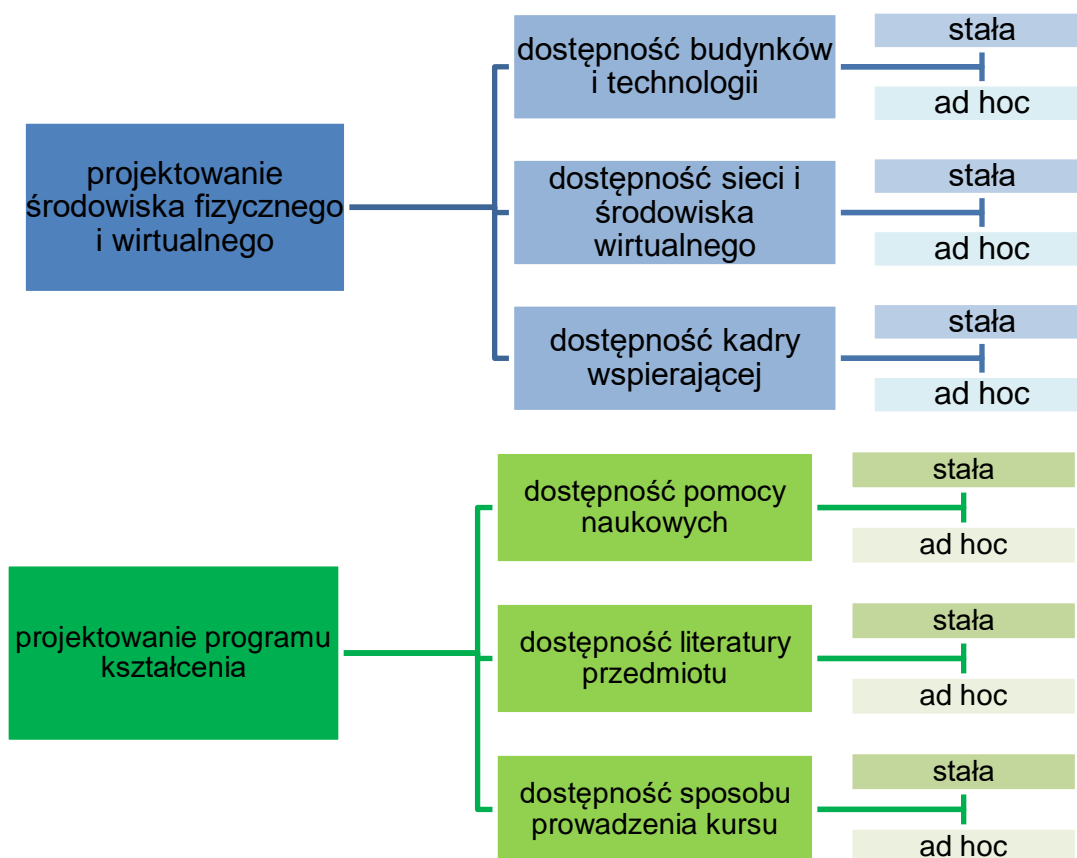 projektowanie
środowiska fizycznego
i wirtualnego
dostępność budynków
i technologii
stała
ad hoc
dostępność sieci i
środowiska
wirtualnego
stała
ad hoc
dostępność kadry
wspierającej
stała
ad hoc
projektowanie programu
kształcenia
dostępność pomocy
naukowych
stała
ad hoc
dostępność literatury
przedmiotu
stała
ad hoc
dostępność sposobu
prowadzenia kursu
stała
ad hoc